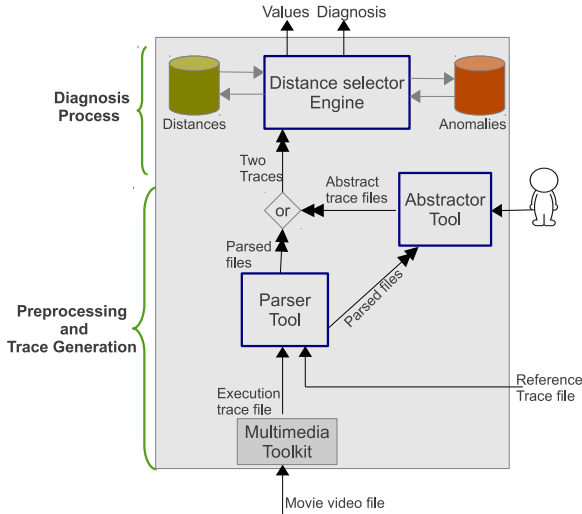 Values Diagnosis
Distance selector
Engine
Distances
Anomalies
Diagnosis
Process
Two
Traces
Abstract
trace files
Abstractor
Tool
or
Parsed
files
Parsed files
Parser
Tool
Preprocessing
and
Trace Generation
Reference
Trace file
Execution
trace file
Multimedia
Toolkit
Movie video file